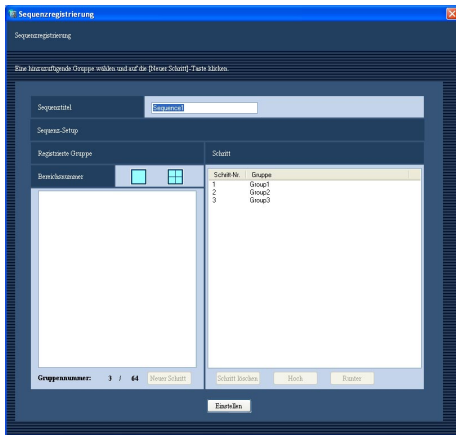 Sequenzregistrierung
Sequenzregistrierung
Eine hinzuzufügende Gruppe wählen und auf die [Neuer Schritt]-Taste klicken.
Sequenztitel
Sequence1
Sequenz-Setup
Registrierte Gruppe
Schritt
Bereichsnummer
Schritt-Nr. Gruppe
1 Group1
2 Group2
3 Group3
Gruppennummer: 3 / 64
Neuer Schritt
Schritt löschen
Hoch
Runter
Einstellen